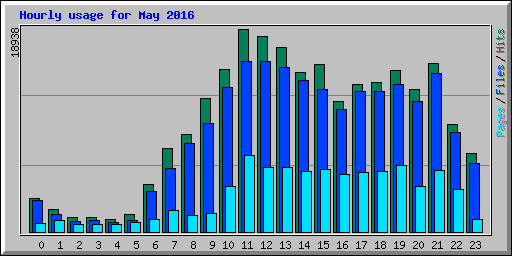 Hourly usage for May 2016
18938
Pages / Files / Hits
0 1 2 3 4 5 6 7 8 9 10 11 12 13 14 15 16 17 18 19 20 21 22 23